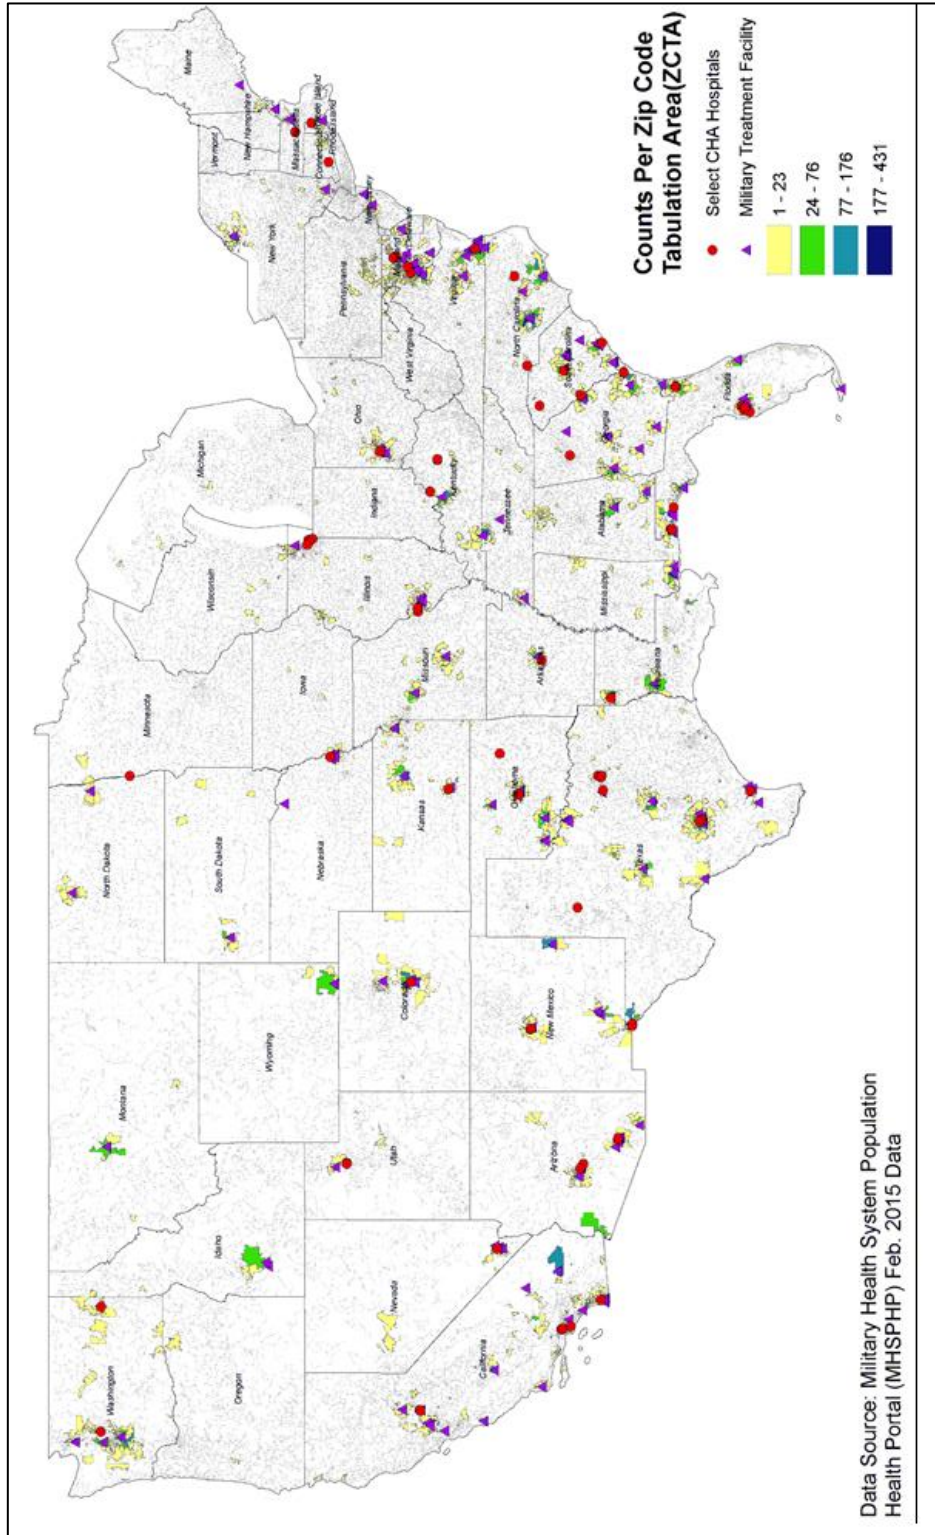 Counts Per Zip Code
Tabulation Area(ZCTA)
Select CHA Hospitals
Military Treatment Facility
1 - 23
24 - 76
77 - 176
177 - 431
Data Source: Military Health System Population
Health Portal (MHSPHP) Feb. 2015 Data
Washington
Oregon
California
Nevada
Idaho
Montana
Wyoming
Utah
Arizona
Colorado
New Mexico
North Dakota
South Dakota
Nebraska
Kansas
Oklahoma
Texas
Minnesota
Iowa
Missouri
Arkansas
Louisiana
Wisconsin
Illinois
Michigan
Indiana
Ohio
Kentucky
Tennessee
Mississippi
Alabama
Georgia
Florida
South Carolina
North Carolina
Virginia
West Virginia
Maryland
Delaware
Pennsylvania
New Jersey
New York
Connecticut
Rhode Island
Massachusetts
Vermont
New Hampshire
Maine